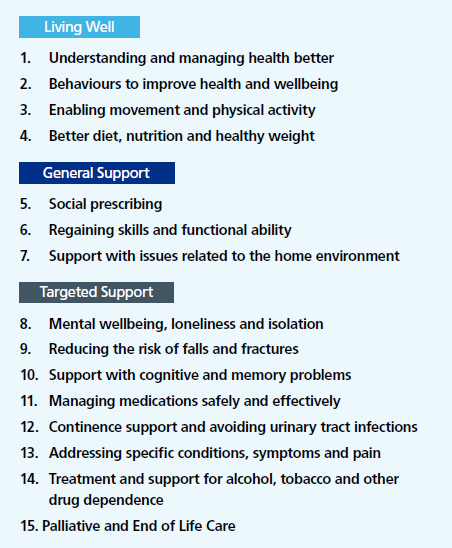 Living Well
1. Understanding and managing health better
2. Behaviours to improve health and wellbeing
3. Enabling movement and physical activity
4. Better diet, nutrition and healthy weight
General Support
5. Social prescribing
6. Regaining skills and functional ability
7. Support with issues related to the home environment
Targeted Support
8. Mental wellbeing, loneliness and isolation
9. Reducing the risk of falls and fractures
10. Support with cognitive and memory problems
11. Managing medications safely and effectively
12. Continence support and avoiding urinary tract infections
13. Addressing specific conditions, symptoms and pain
14. Treatment and support for alcohol, tobacco and other
drug dependence
15. Palliative and End of Life Care